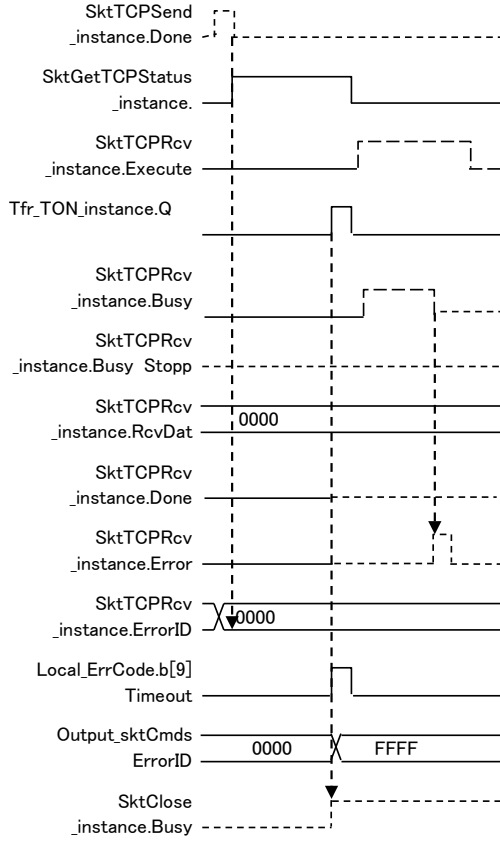 SktTCPSend
_instance.Done
SktGetTCPStatus
_instance.
SktTCPRcv
_instance.Execute
Tfr_TON_instance.Q
SktTCPRcv
_instance.Busy
SktTCPRcv
_instance.Busy Stopp
SktTCPRcv
_instance.RcvDat
0000
SktTCPRcv
_instance.Done
SktTCPRcv
_instance.Error
SktTCPRcv
_instance.ErrorID
0000
Local_ErrCode.b[9]
Timeout
Output_sktCmds
ErrorID
0000
FFFF
SktClose
_instance.Busy